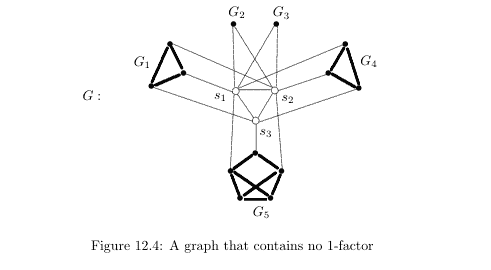 G2 G3
G1 G4
G :
s1 s2
s3
G5
Figure 12.4: A graph that contains no 1-factor